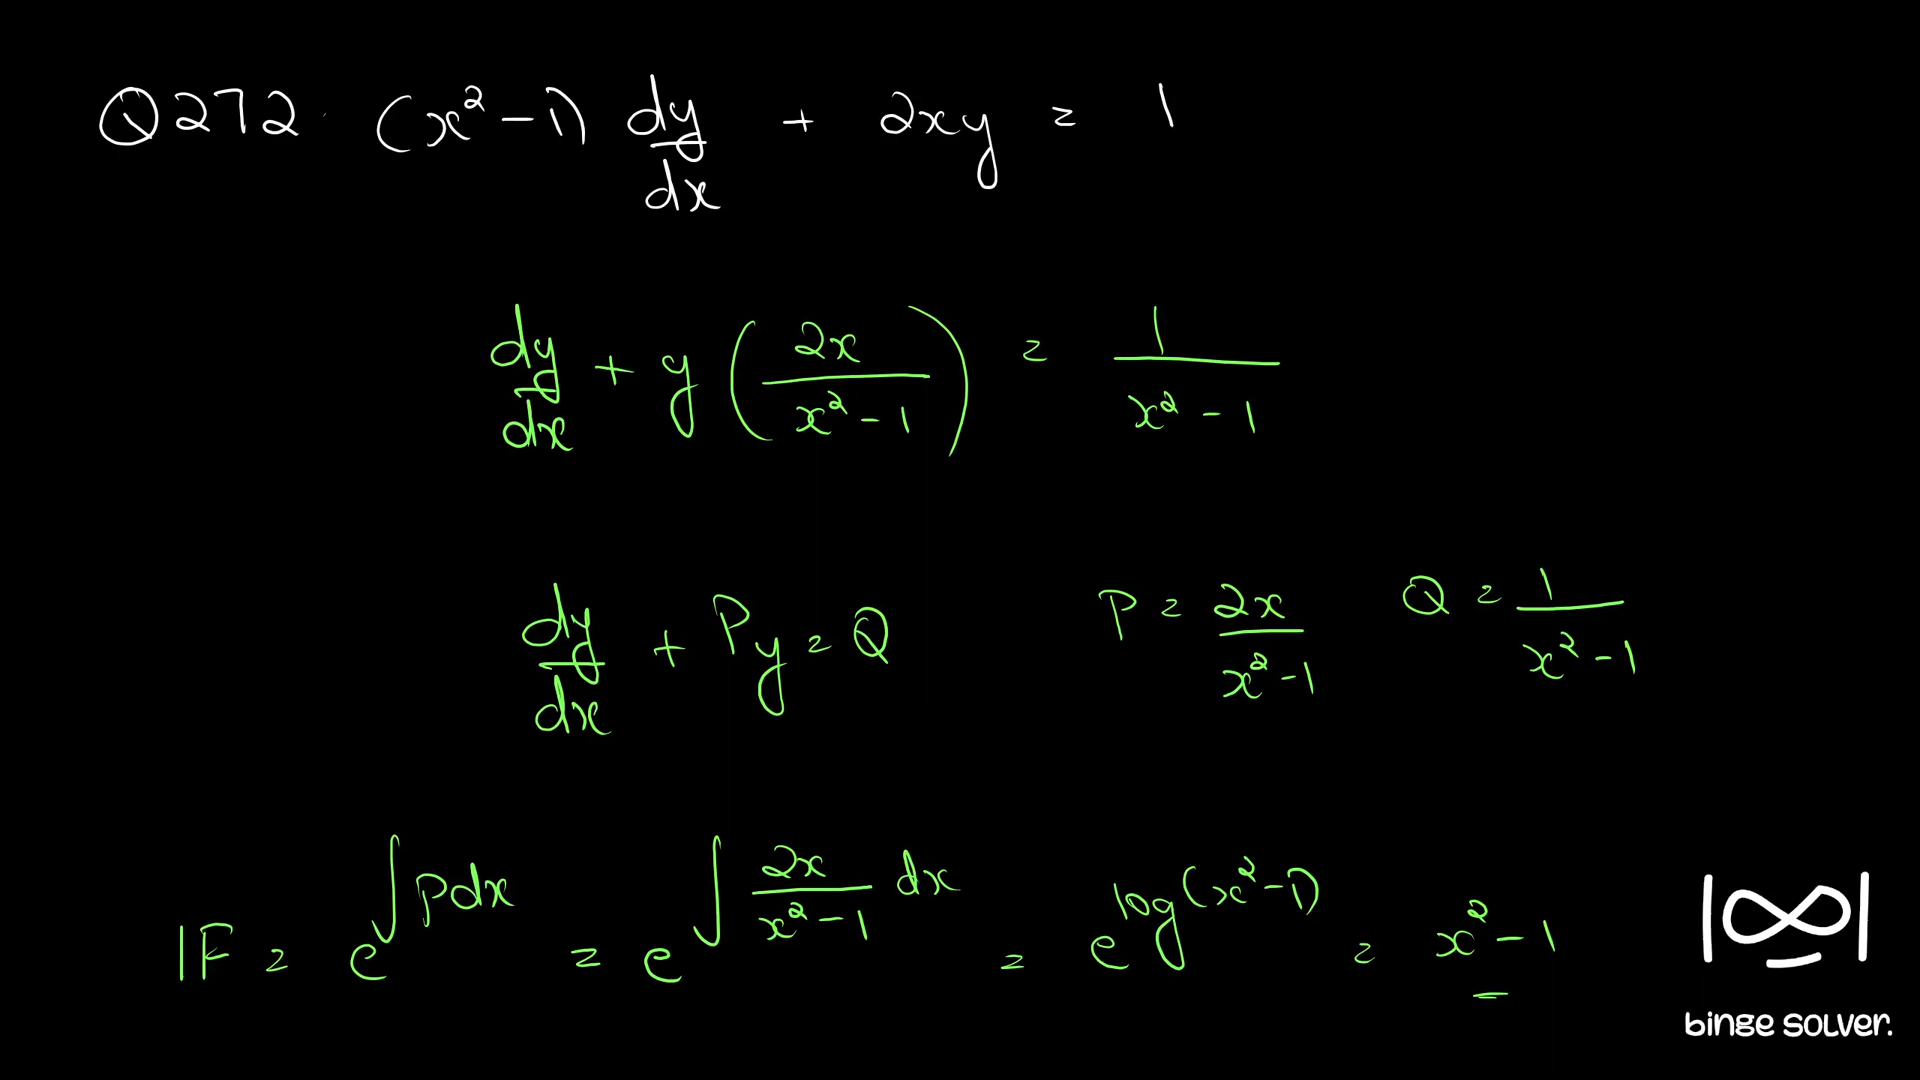 Q272. (x² - 1) dy/dx + 2xy = 1
dy/dx + y (2x / (x² - 1)) = 1 / (x² - 1)
dy/dx + Py = Q    P = 2x / (x² - 1)    Q = 1 / (x² - 1)
IF = e^∫Pdx = e^∫ 2x / (x² - 1) dx = e^log(x² - 1) = x² - 1
binge solver.